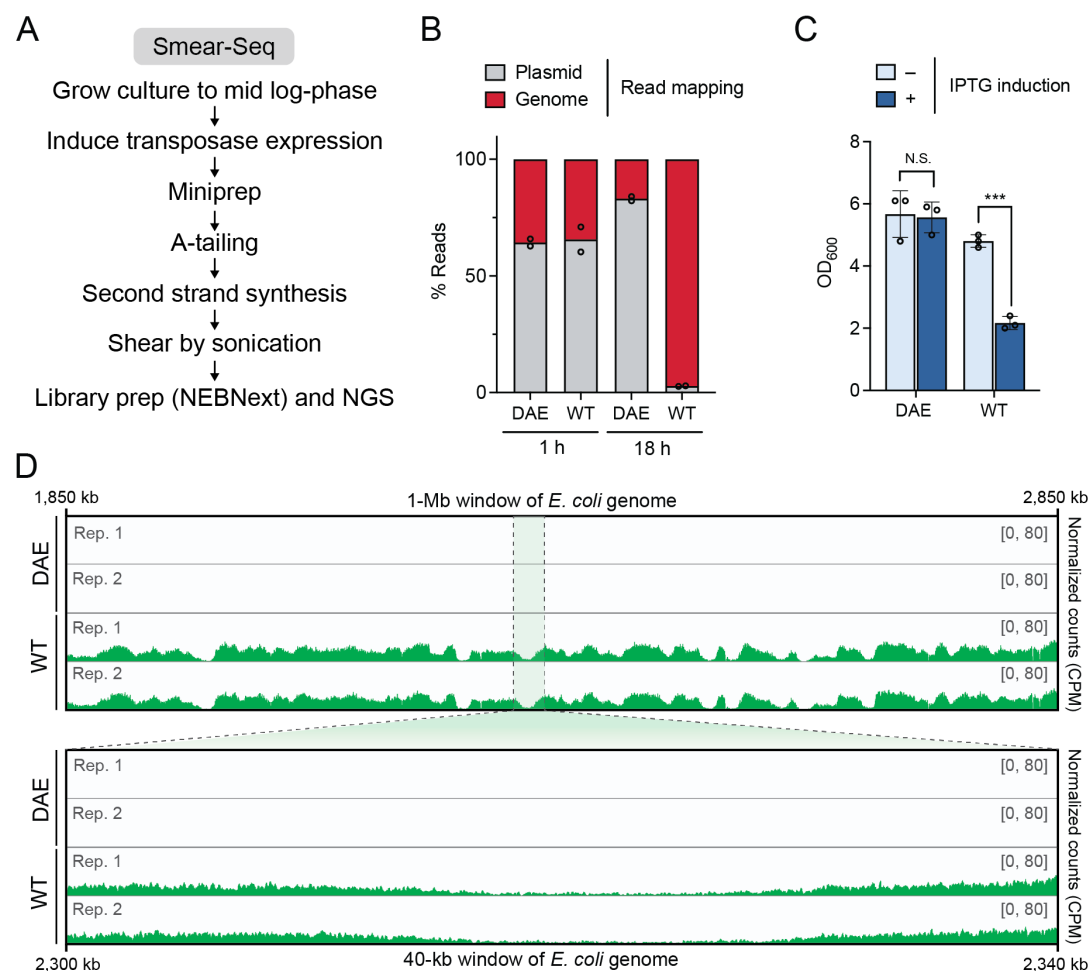 A
Smear-Seq
Grow culture to mid log-phase
Induce transposase expression
Miniprep
A-tailing
Second strand synthesis
Shear by sonication
Library prep (NEBNext) and NGS
B
Plasmid
Genome
Read mapping
% Reads
100
50
0
DAE WT DAE WT
1 h 18 h
C
–
+
IPTG induction
OD600
8
6
4
2
0
N.S.
***
DAE WT
D
1,850 kb 1-Mb window of E. coli genome 2,850 kb
DAE
Rep. 1 [0, 80]
Rep. 2 [0, 80]
WT
Rep. 1 [0, 80]
Rep. 2 [0, 80]
Normalized counts (CPM)
DAE
Rep. 1 [0, 80]
Rep. 2 [0, 80]
WT
Rep. 1 [0, 80]
Rep. 2 [0, 80]
Normalized counts (CPM)
2,300 kb 40-kb window of E. coli genome 2,340 kb